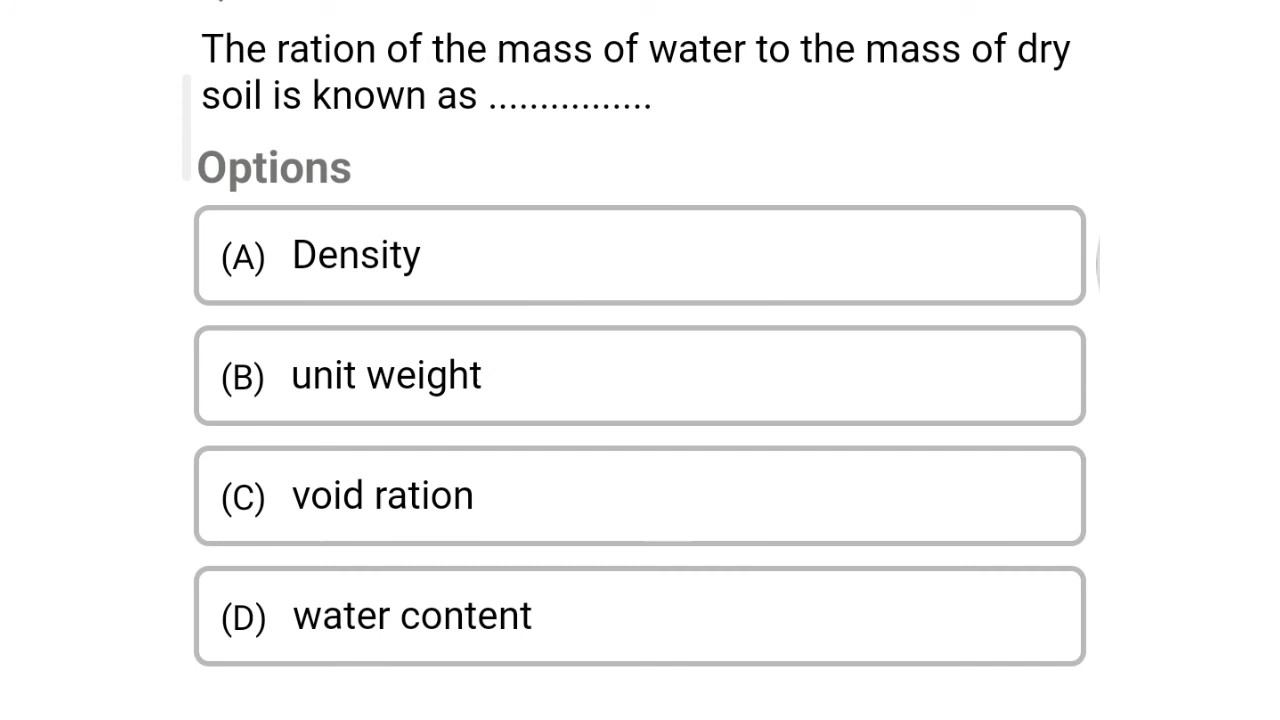 The ration of the mass of water to the mass of dry
soil is known as ................
Options
(A) Density
(B) unit weight
(C) void ration
(D) water content